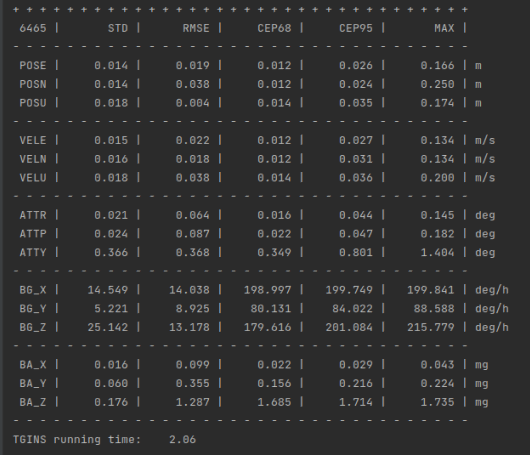 + + + + + + + + + + + + + + + + + + + + + + + + + + + + + + + + + +
6465 | STD | RMSE | CEP68 | CEP95 | MAX |
- - - - - - - - - - - - - - - - - - - - - - - - - - - - - - - - - -
POSE | 0.014 | 0.019 | 0.012 | 0.026 | 0.166 | m
POSN | 0.014 | 0.038 | 0.012 | 0.024 | 0.250 | m
POSU | 0.018 | 0.004 | 0.014 | 0.035 | 0.174 | m
- - - - - - - - - - - - - - - - - - - - - - - - - - - - - - - - - -
VELE | 0.015 | 0.022 | 0.012 | 0.027 | 0.134 | m/s
VELN | 0.016 | 0.018 | 0.012 | 0.031 | 0.134 | m/s
VELU | 0.018 | 0.038 | 0.014 | 0.036 | 0.200 | m/s
- - - - - - - - - - - - - - - - - - - - - - - - - - - - - - - - - -
ATTR | 0.021 | 0.064 | 0.016 | 0.044 | 0.145 | deg
ATTP | 0.024 | 0.087 | 0.022 | 0.047 | 0.182 | deg
ATTY | 0.366 | 0.368 | 0.349 | 0.801 | 1.404 | deg
- - - - - - - - - - - - - - - - - - - - - - - - - - - - - - - - - -
BG_X | 14.549 | 14.038 | 198.997 | 199.749 | 199.841 | deg/h
BG_Y | 5.221 | 8.925 | 80.131 | 84.022 | 88.588 | deg/h
BG_Z | 25.142 | 13.178 | 179.616 | 201.084 | 215.779 | deg/h
- - - - - - - - - - - - - - - - - - - - - - - - - - - - - - - - - -
BA_X | 0.016 | 0.099 | 0.022 | 0.029 | 0.043 | mg
BA_Y | 0.060 | 0.355 | 0.156 | 0.216 | 0.224 | mg
BA_Z | 0.176 | 1.287 | 1.685 | 1.714 | 1.735 | mg
- - - - - - - - - - - - - - - - - - - - - - - - - - - - - - - - - -
TGINS running time: 2.06